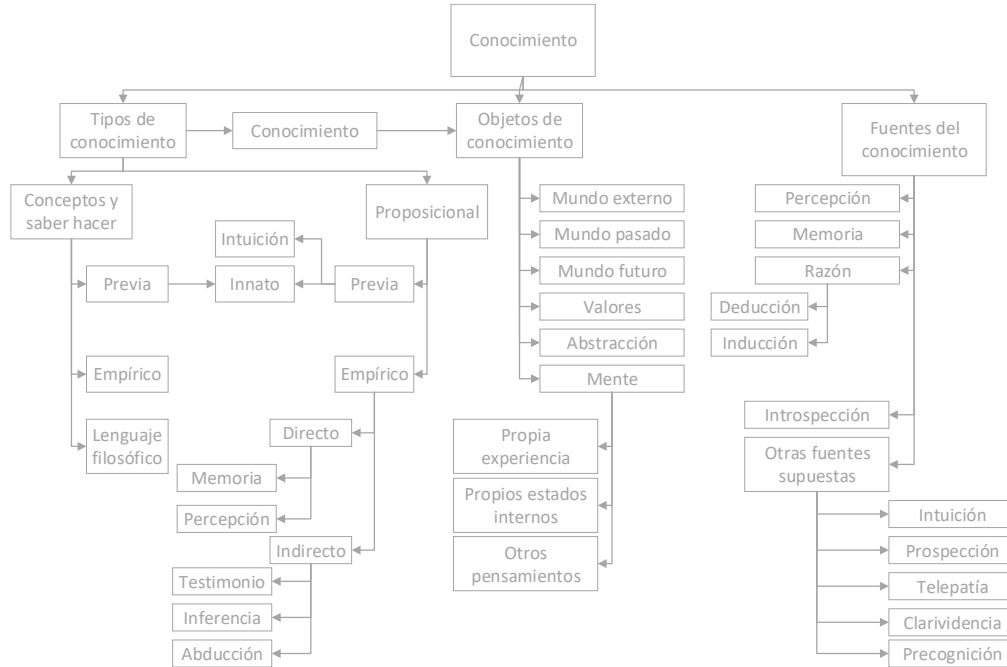 Conocimiento
Tipos de
conocimiento
Conocimiento
Objetos de
conocimiento
Fuentes del
conocimiento
Conceptos y
saber hacer
Proposicional
Intuición
Previa
Innato
Previa
Empírico
Empírico
Lenguaje
filosófico
Directo
Memoria
Percepción
Indirecto
Testimonio
Inferencia
Abducción
Mundo externo
Mundo pasado
Mundo futuro
Valores
Abstracción
Mente
Propia
experiencia
Propios estados
internos
Otros
pensamientos
Percepción
Memoria
Razón
Deducción
Inducción
Introspección
Otras fuentes
supuestas
Intuición
Prospección
Telepatía
Clarividencia
Precognición